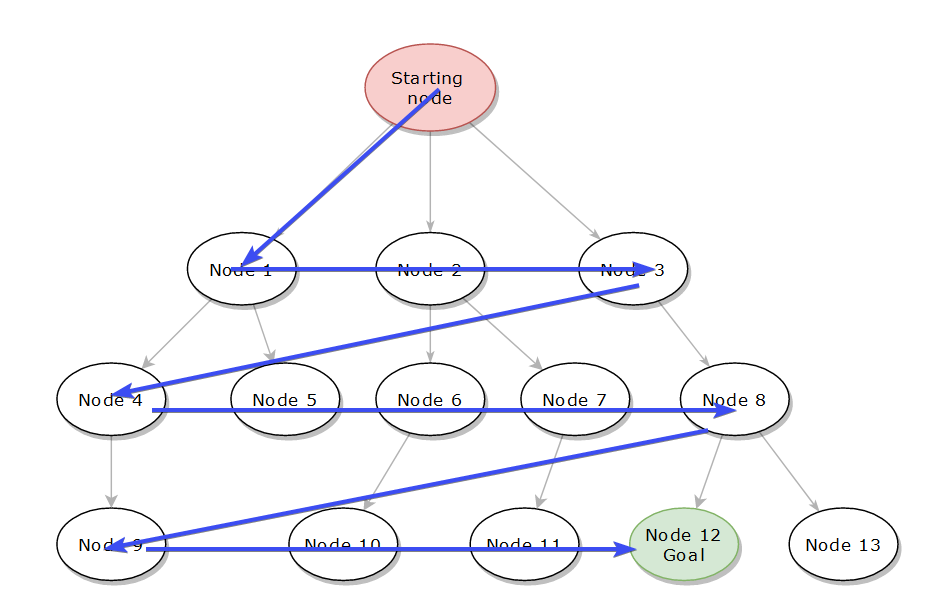 Starting
node
Node 1
Node 2
Node 3
Node 4
Node 5
Node 6
Node 7
Node 8
Node 9
Node 10
Node 11
Node 12
Goal
Node 13